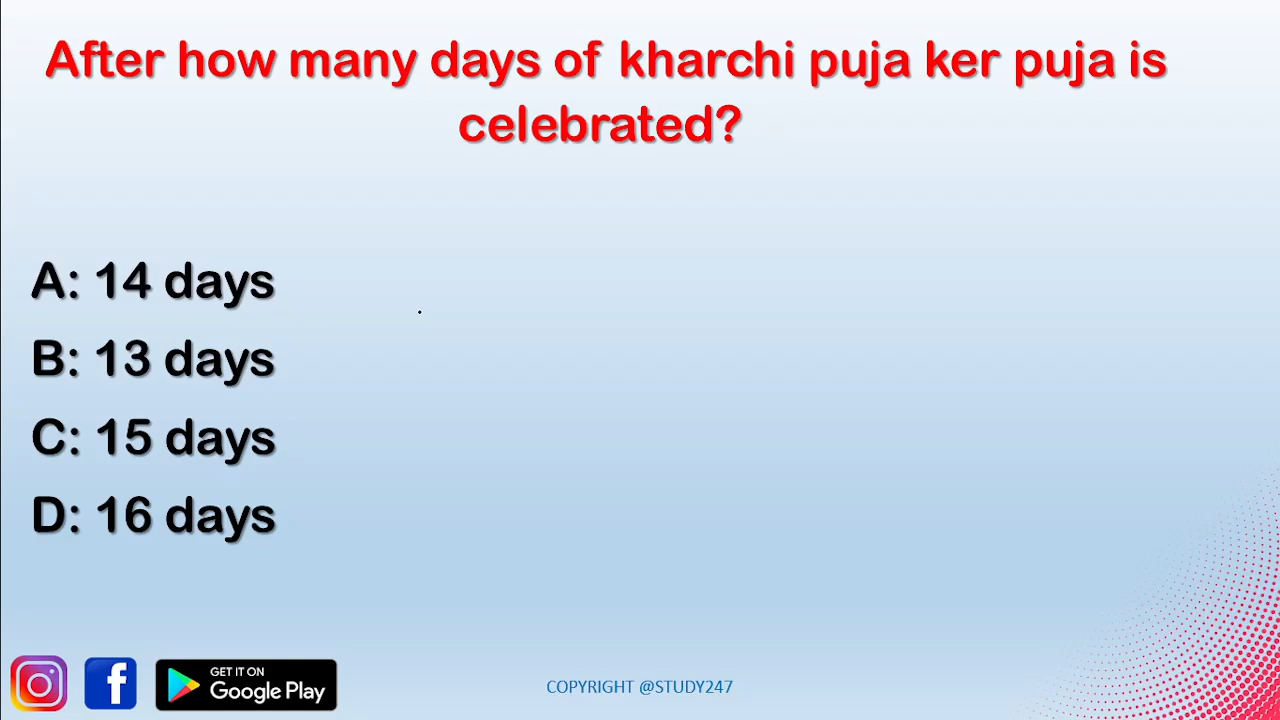 After how many days of kharchi puja ker puja is
celebrated?
A: 14 days
B: 13 days
C: 15 days
D: 16 days
GET IT ON
Google Play
COPYRIGHT @STUDY247